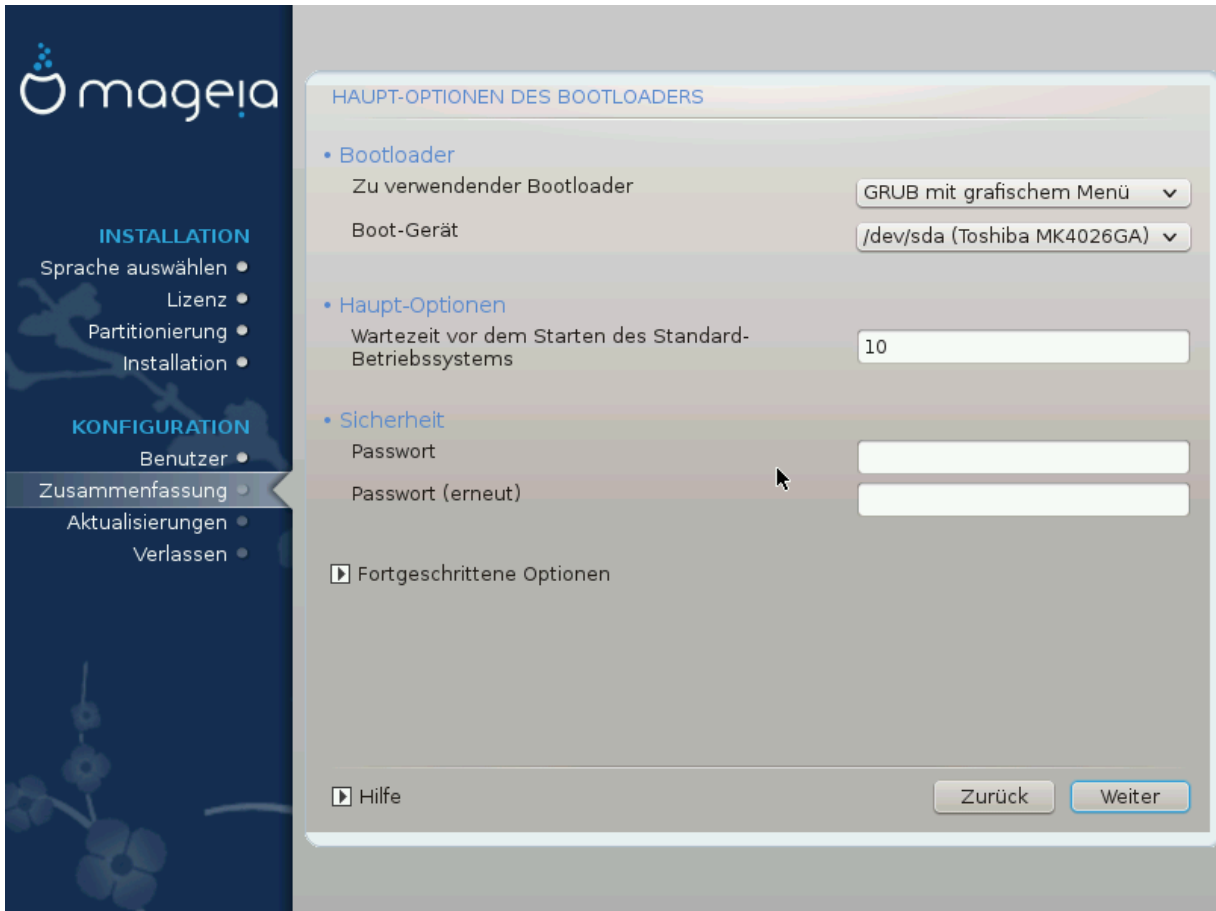 mageia
INSTALLATION
Sprache auswählen
Lizenz
Partitionierung
Installation
KONFIGURATION
Benutzer
Zusammenfassung
Aktualisierungen
Verlassen
HAUPT-OPTIONEN DES BOOTLOADERS
• Bootloader
Zu verwendender Bootloader
GRUB mit grafischem Menü
Boot-Gerät
/dev/sda (Toshiba MK4026GA)
• Haupt-Optionen
Wartezeit vor dem Starten des Standard-
Betriebssystems
10
• Sicherheit
Passwort
Passwort (erneut)
Fortgeschrittene Optionen
Hilfe
Zurück
Weiter